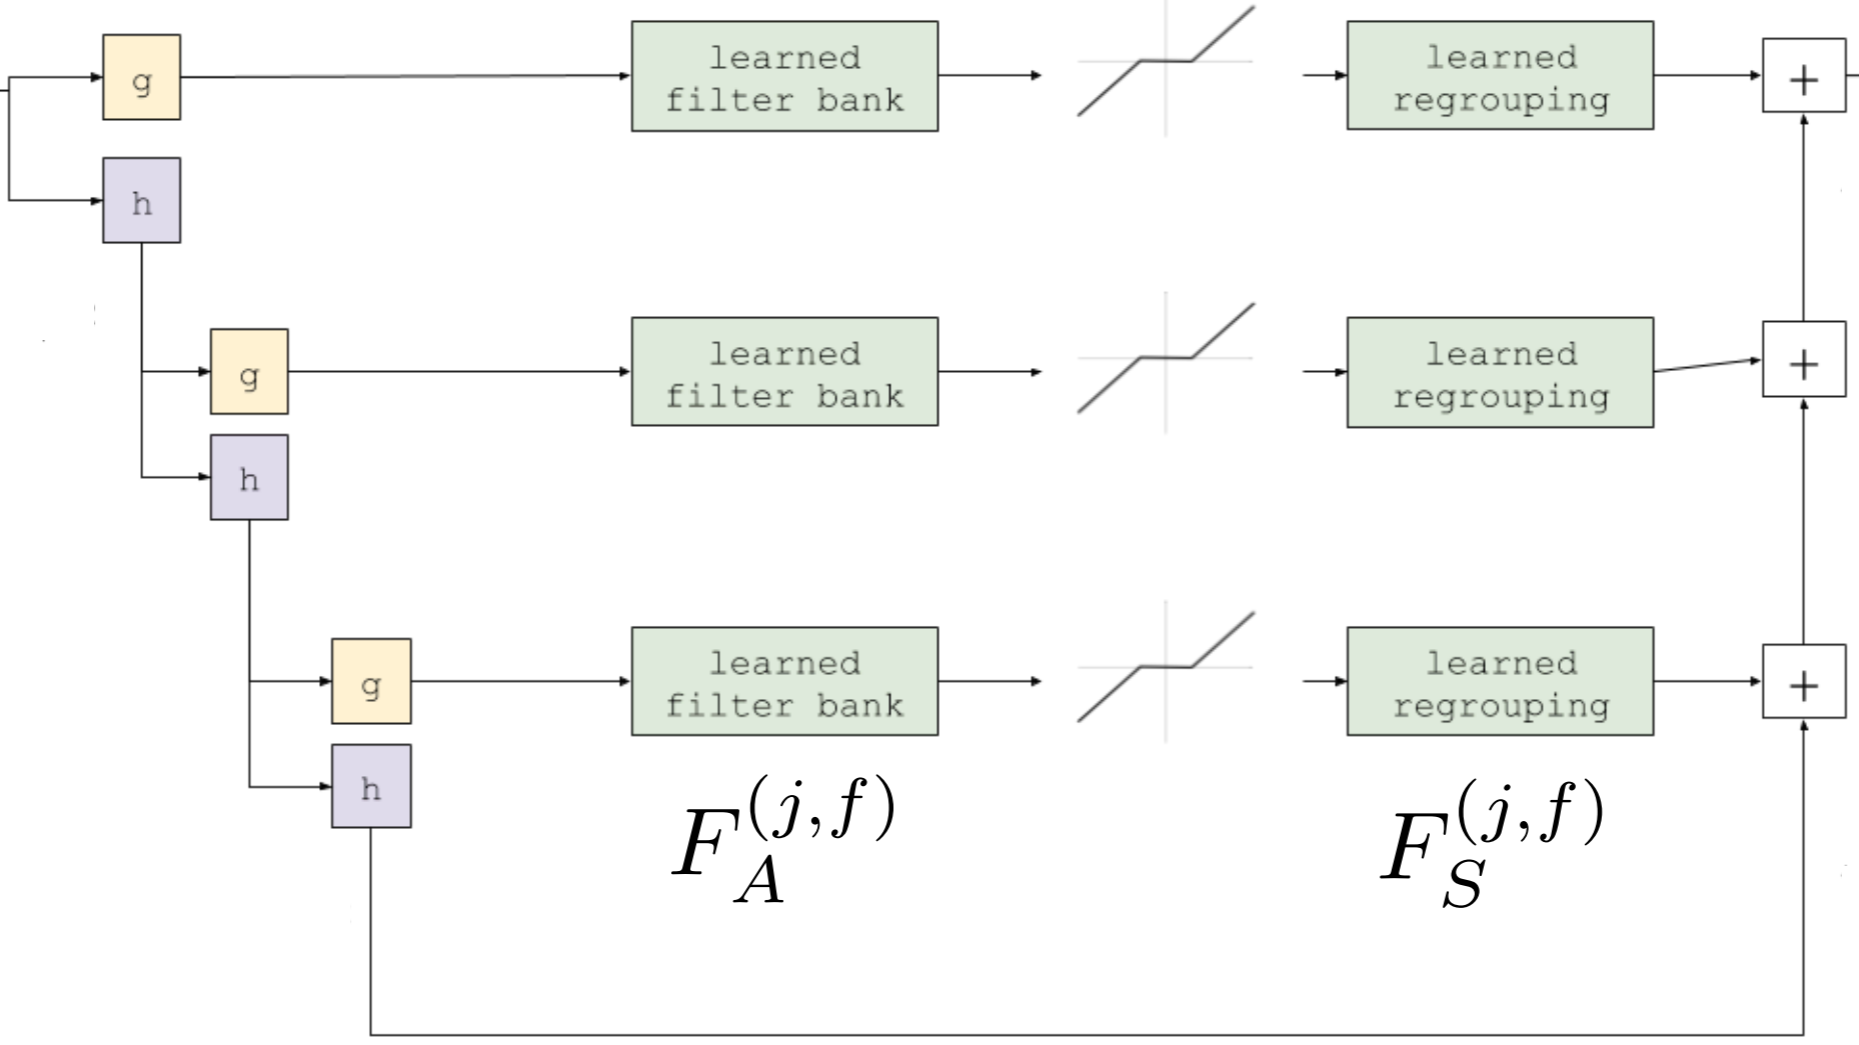 g
learned
filter bank
learned
regrouping
+
h
g
learned
filter bank
learned
regrouping
+
h
g
learned
filter bank
learned
regrouping
+
h
F_A^{(j,f)}
F_S^{(j,f)}